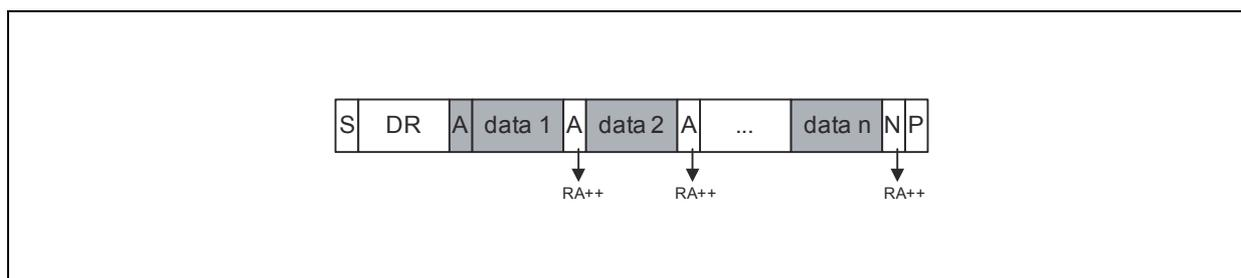 S DR A data 1 A data 2 A ... data n N P
RA++ RA++ RA++